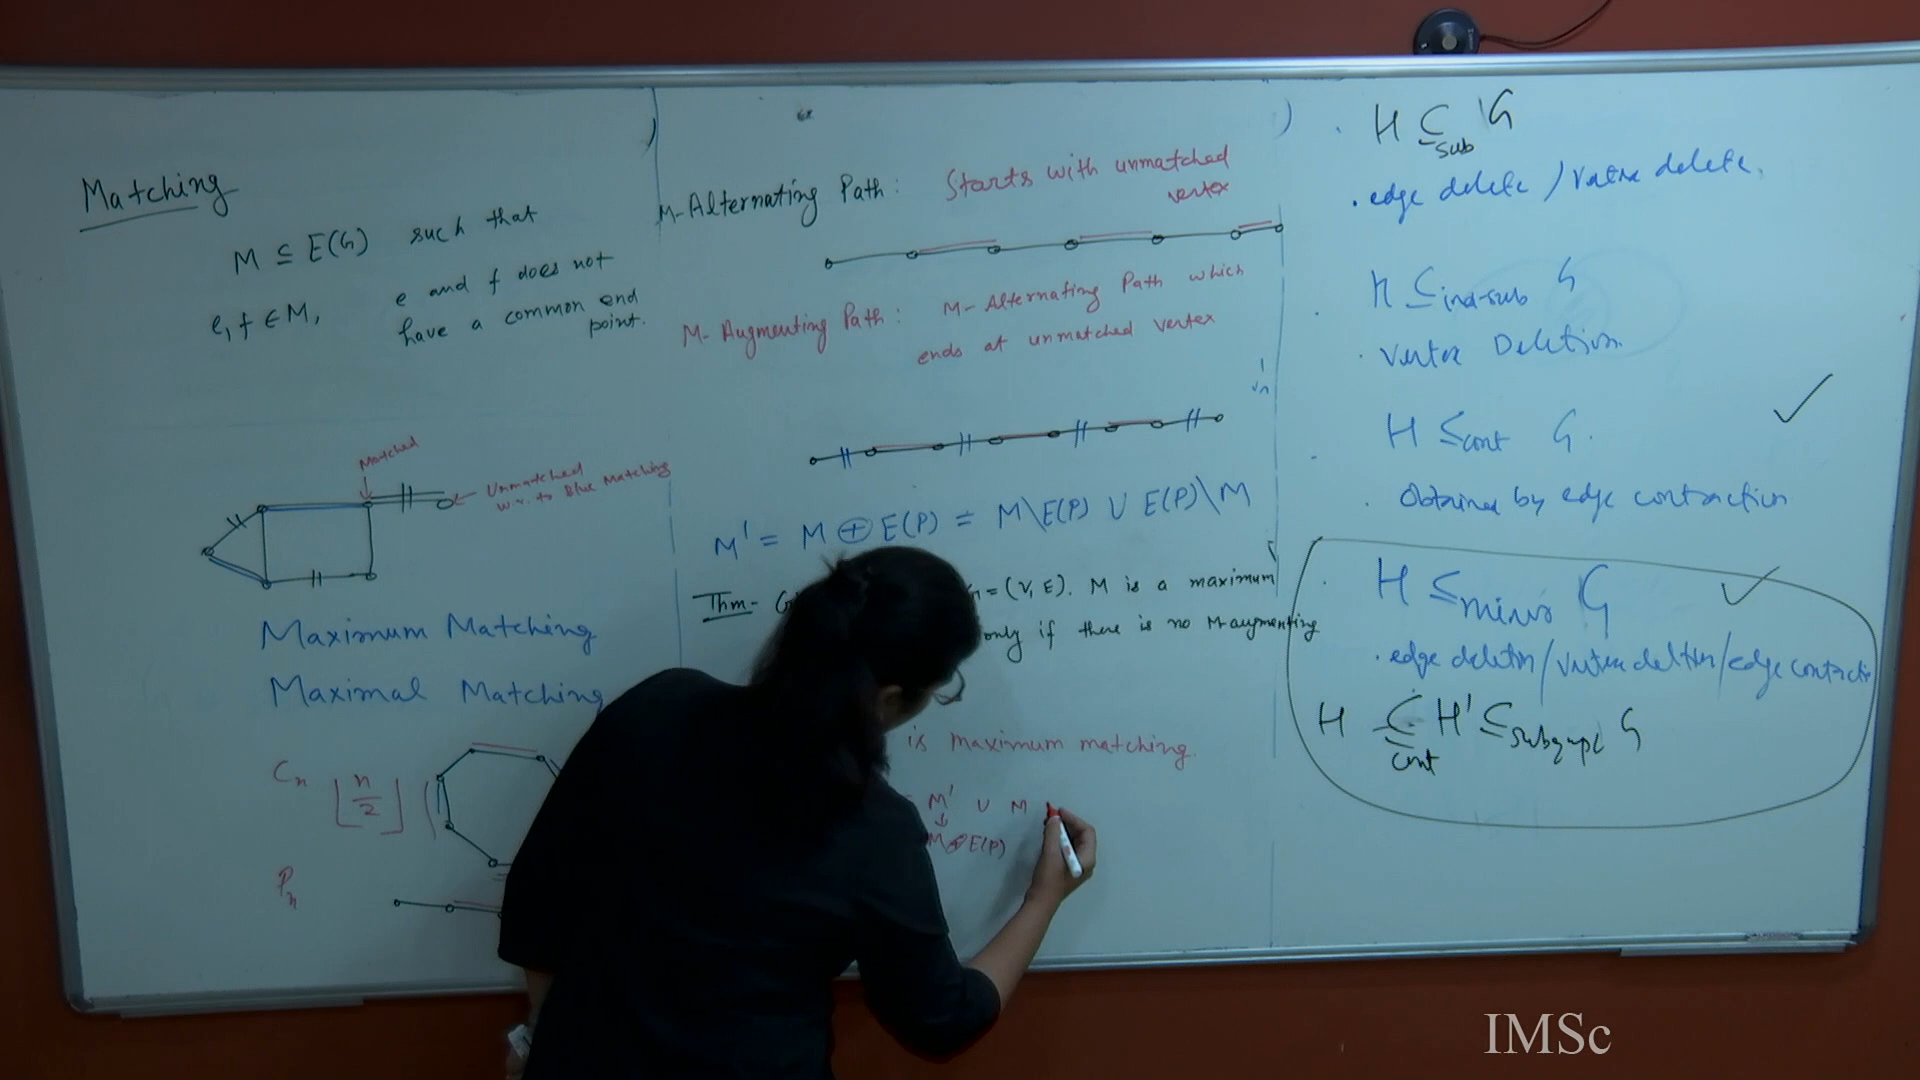 Matching
M ⊆ E(G) such that
e, f ∈ M, e and f does not
have a common end
point.
Matched
Unmatched
w.r. to Blue Matching
Maximum Matching
Maximal Matching
Cn ⌊n/2⌋ (
Pn
M-Alternating Path: Starts with unmatched
vertex
M-Augmenting Path: M-Alternating Path which
ends at unmatched vertex
M' = M ⊕ E(P) = M\E(P) ∪ E(P)\M
Thm- G = (V, E). M is a maximum
only if there is no M-augmenting
is maximum matching.
M' ∪ M
↓
M⊕E(P)
H ⊆sub G
. edge delete / vertex delete.
H ≤ind-sub G
. Vertex Deletion
H ≤cont G.
. Obtained by edge contraction
H ≤minor G
. edge deletion/vertex deletion/edge contraction
H ≤cont H' ⊆subgraph G
IMSc